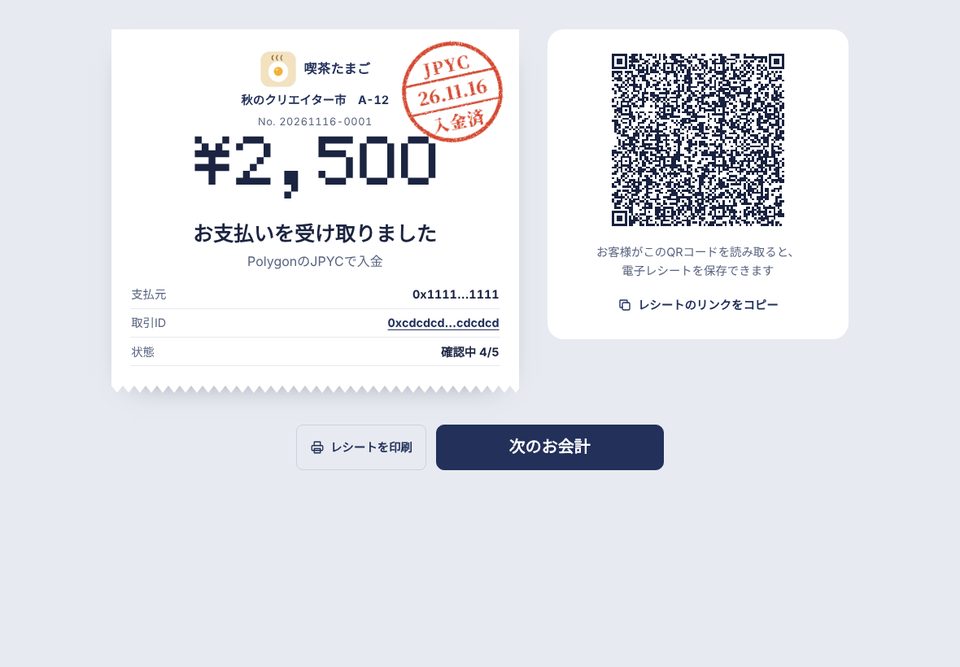 喫茶たまご
秋のクリエイター市 A-12
No. 20261116-0001
JPYC
26.11.16
入金済
¥2,500
お支払いを受け取りました
PolygonのJPYCで入金
支払元 0x1111...1111
取引ID 0xcdcdcd...cdcdcd
状態 確認中 4/5
お客様がこのQRコードを読み取ると、
電子レシートを保存できます
レシートのリンクをコピー
レシートを印刷
次のお会計